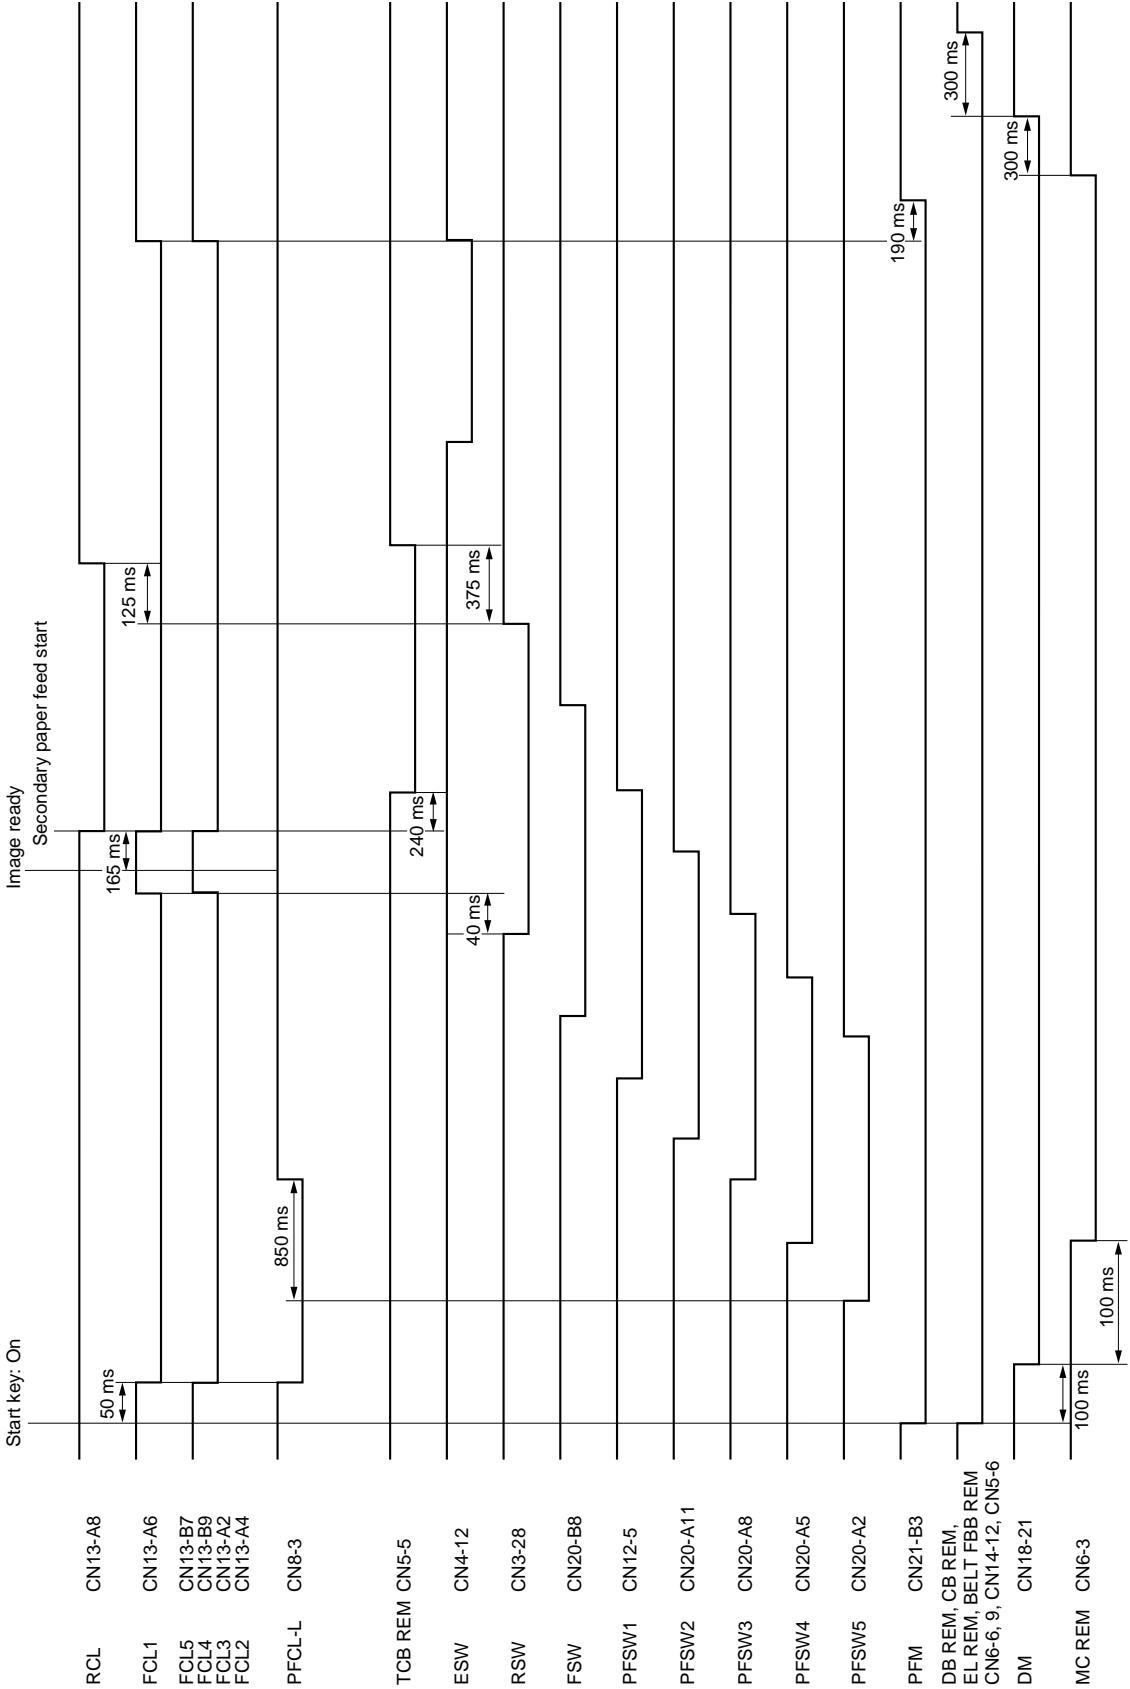 Start key: On
Image ready
Secondary paper feed start
RCL CN13-A8
50 ms
165 ms
125 ms
FCL1 CN13-A6
FCL5 CN13-B7
FCL4 CN13-B9
FCL3 CN13-A2
FCL2 CN13-A4
PFCL-L CN8-3
850 ms
TCB REM CN5-5
240 ms
ESW CN4-12
40 ms
375 ms
RSW CN3-28
FSW CN20-B8
PFSW1 CN12-5
PFSW2 CN20-A11
PFSW3 CN20-A8
PFSW4 CN20-A5
PFSW5 CN20-A2
190 ms
PFM CN21-B3
300 ms
DB REM, CB REM,
EL REM, BELT FBB REM
CN6-6, 9, CN14-12, CN5-6
300 ms
DM CN18-21
100 ms
MC REM CN6-3
100 ms